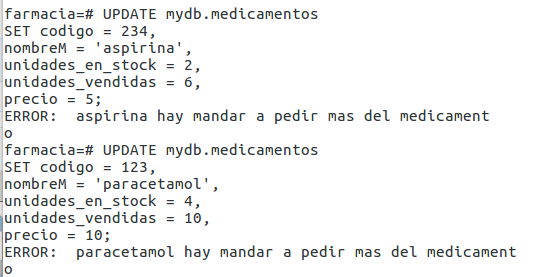 farmacia=# UPDATE mydb.medicamentos
SET codigo = 234,
nombreM = 'aspirina',
unidades_en_stock = 2,
unidades_vendidas = 6,
precio = 5;
ERROR:  aspirina hay mandar a pedir mas del medicament
o
farmacia=# UPDATE mydb.medicamentos
SET codigo = 123,
nombreM = 'paracetamol',
unidades_en_stock = 4,
unidades_vendidas = 10,
precio = 10;
ERROR:  paracetamol hay mandar a pedir mas del medicament
o